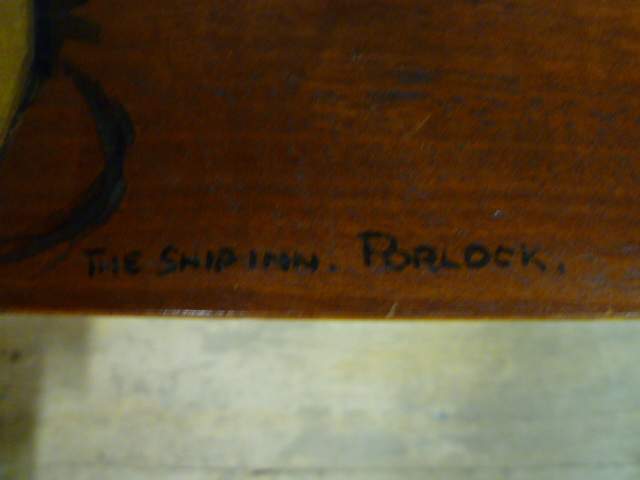 THE SHIP INN. PORLOCK.